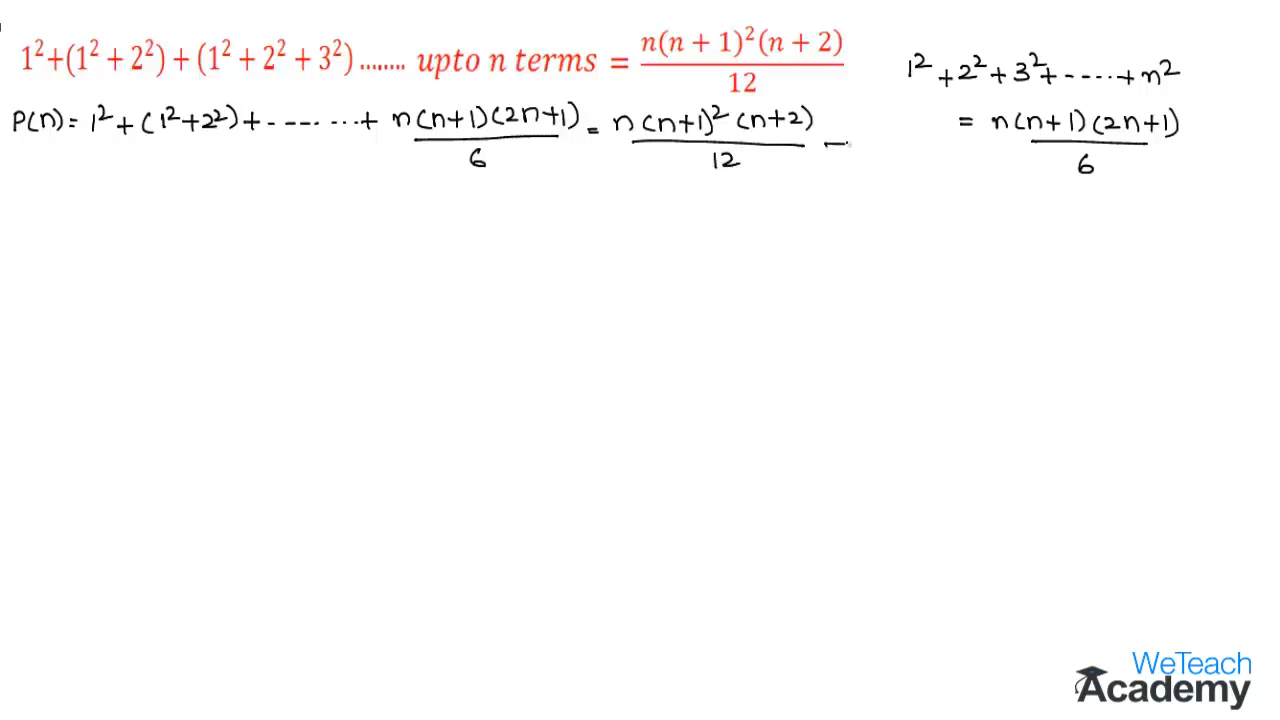 1²+(1² + 2²) + (1² + 2² + 3²) ........ upto n terms = n(n + 1)²(n + 2) / 12
1² + 2² + 3² + ------ + n²
P(n) = 1² + (1²+2²) + ------- + n(n+1)(2n+1) / 6 = n(n+1)²(n+2) / 12 —
= n(n+1)(2n+1) / 6
WeTeach
Academy